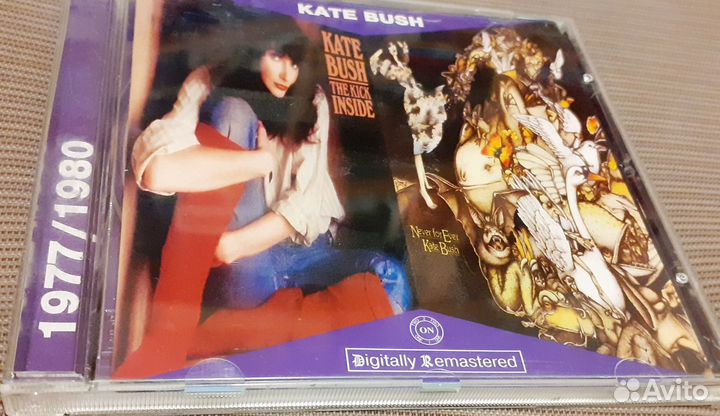 KATE BUSH
1977/1980
KATE
BUSH
THE KICK
INSIDE
Never for Ever
Kate Bush
ON
Digitally Remastered
Avito